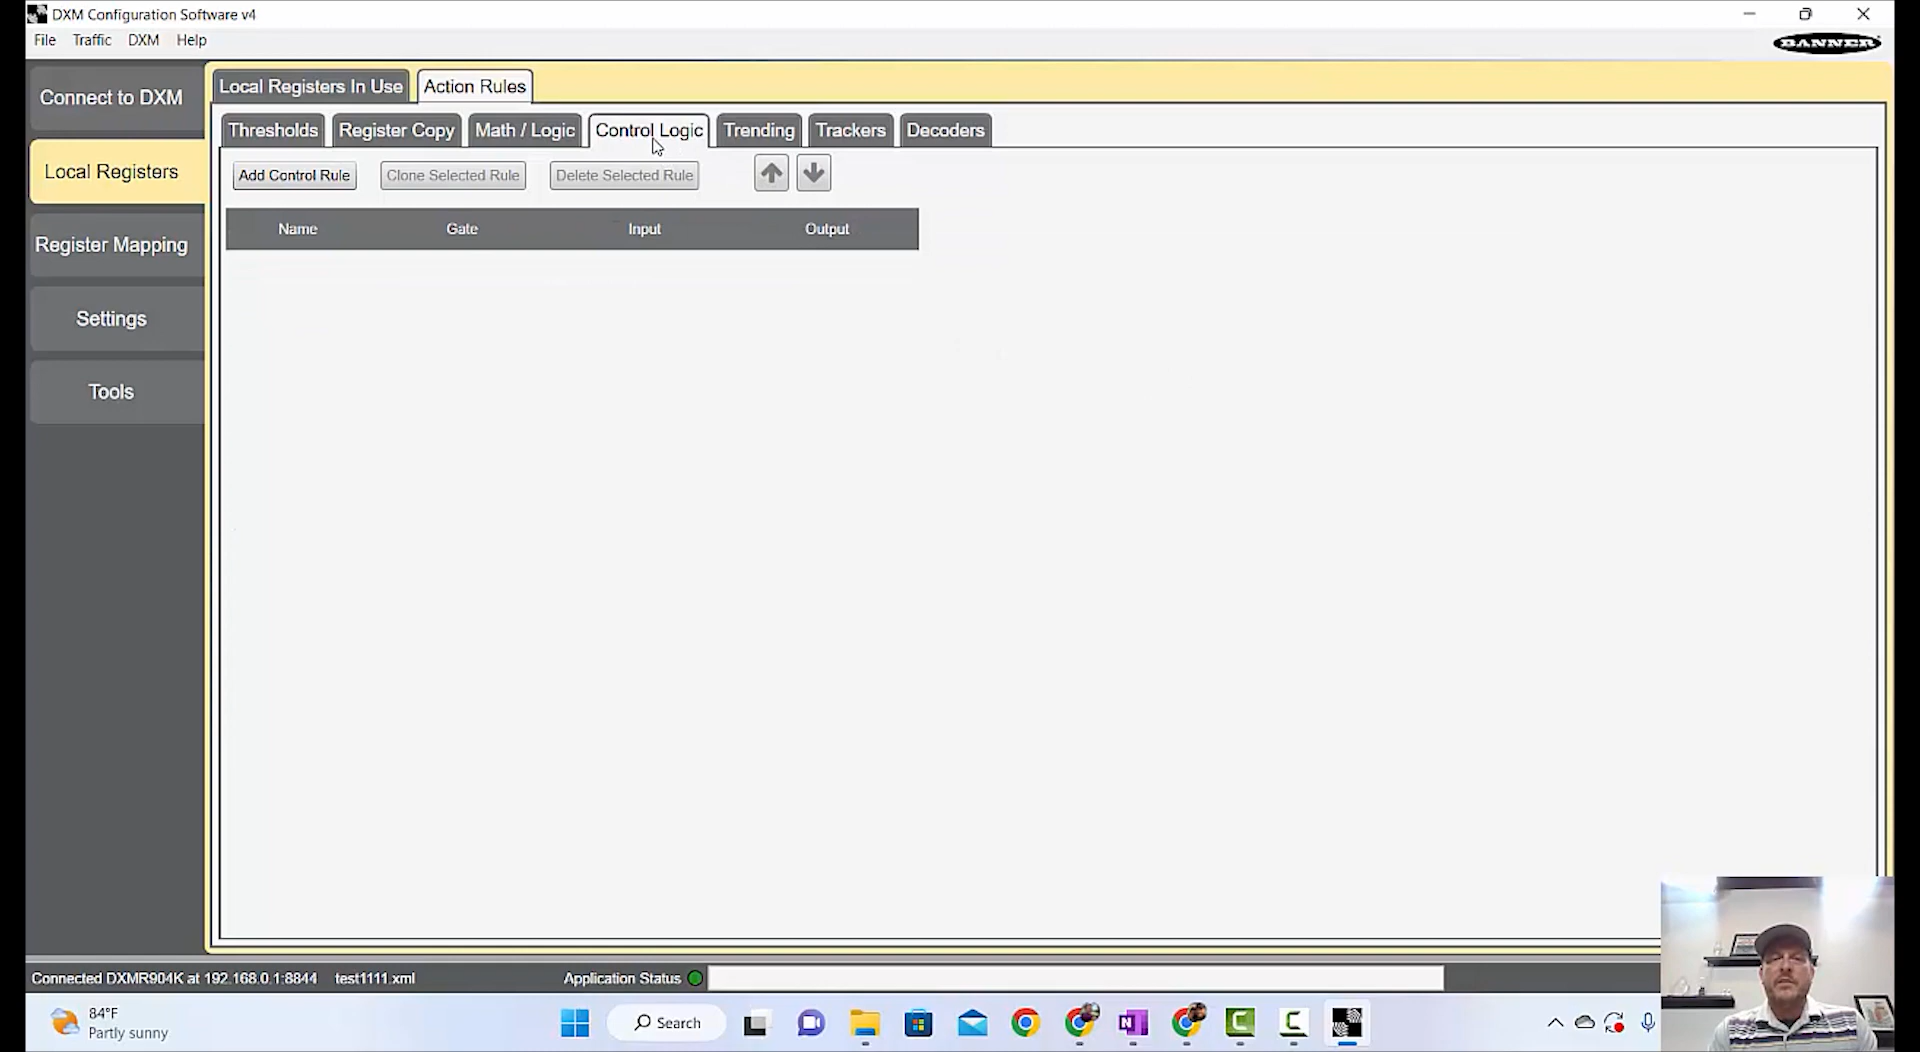 DXM Configuration Software v4
File Traffic DXM Help
BANNER
Connect to DXM
Local Registers
Register Mapping
Settings
Tools
Local Registers In Use Action Rules
Thresholds Register Copy Math / Logic Control Logic Trending Trackers Decoders
Add Control Rule Clone Selected Rule Delete Selected Rule
Name Gate Input Output
Connected DXMR904K at 192.168.0.1:8844 test1111.xml Application Status
84°F
Partly sunny
Search